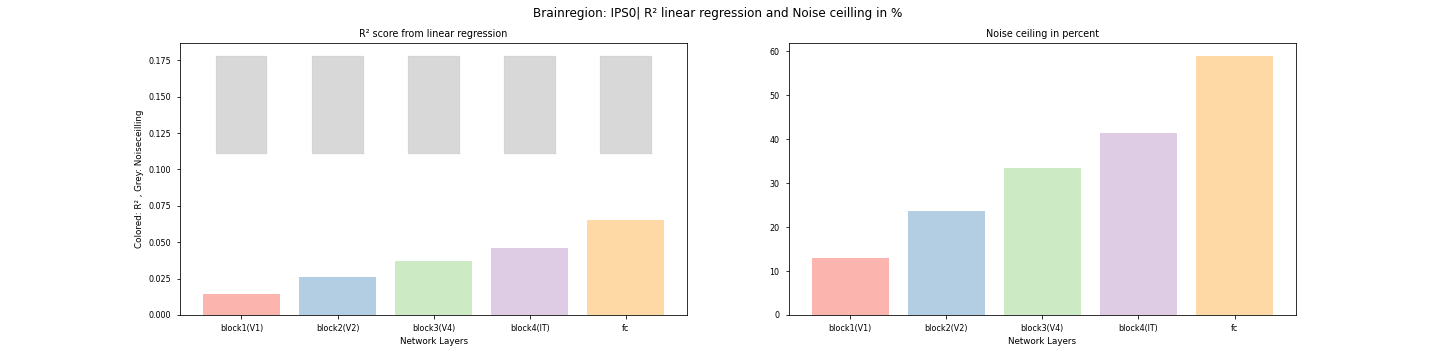 Brainregion: IPS0| R² linear regression and Noise ceilling in %
R² score from linear regression
Colored: R² , Grey: Noiseceilling
0.175
0.150
0.125
0.100
0.075
0.050
0.025
0.000
block1(V1) block2(V2) block3(V4) block4(IT) fc
Network Layers
Noise ceiling in percent
60
50
40
30
20
10
0
block1(V1) block2(V2) block3(V4) block4(IT) fc
Network Layers